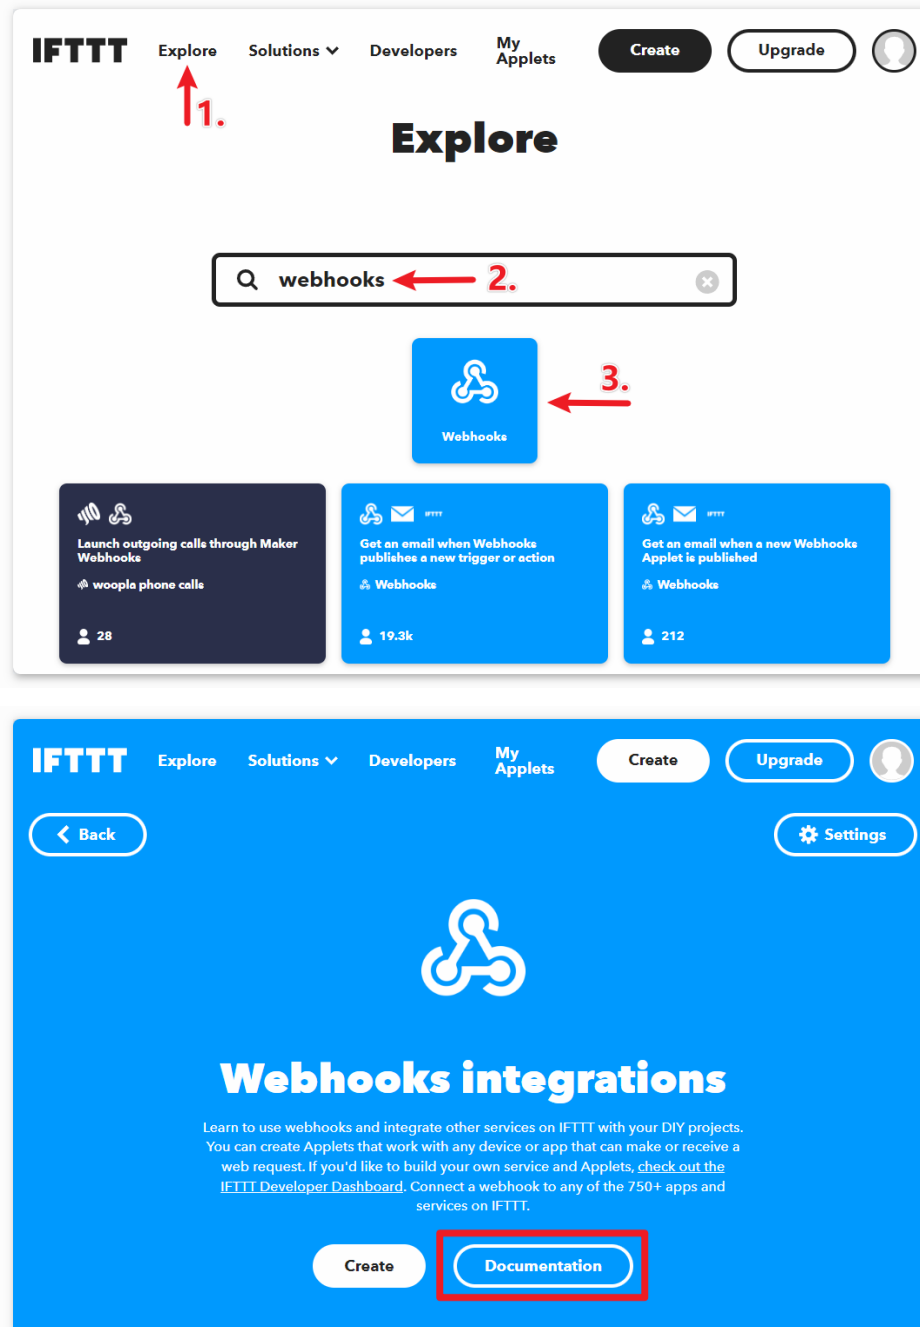 IFTTT Explore Solutions Developers My Applets Create Upgrade
1.
Explore
webhooks 2.
3.
Webhooks
Launch outgoing calls through Maker
Webhooks
woopla phone calls
28
IFTTT
Get an email when Webhooks
publishes a new trigger or action
Webhooks
19.3k
IFTTT
Get an email when a new Webhooks
Applet is published
Webhooks
212
IFTTT Explore Solutions Developers My Applets Create Upgrade
Back Settings
Webhooks integrations
Learn to use webhooks and integrate other services on IFTTT with your DIY projects.
You can create Applets that work with any device or app that can make or receive a
web request. If you'd like to build your own service and Applets, check out the
IFTTT Developer Dashboard. Connect a webhook to any of the 750+ apps and
services on IFTTT.
Create Documentation